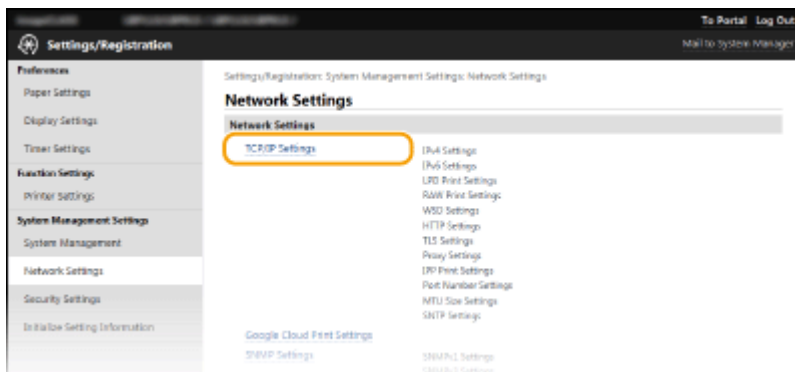 To Portal Log Out
Settings/Registration
Mail to System Manager
Preferences
Paper Settings
Display Settings
Timer Settings
Function Settings
Printer Settings
System Management Settings
System Management
Network Settings
Security Settings
Initialize Setting Information
Settings/Registration: System Management Settings: Network Settings
Network Settings
Network Settings
TCP/IP Settings
IPv4 Settings
IPv6 Settings
LPD Print Settings
RAW Print Settings
WSD Settings
HTTP Settings
TLS Settings
Proxy Settings
IPP Print Settings
Port Number Settings
MTU Size Settings
SNTP Settings
Google Cloud Print Settings
SNMP Settings
SNMPv1 Settings
SNMPv3 Settings